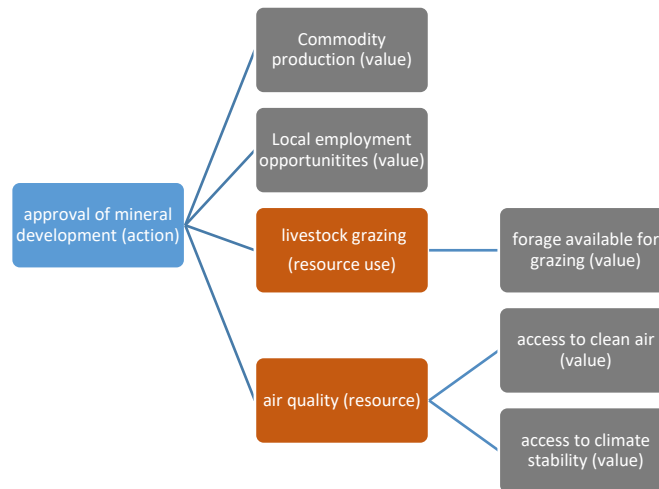 Commodity
production (value)
Local employment
opportunitites (value)
approval of mineral
development (action)
livestock grazing
(resource use)
forage available for
grazing (value)
air quality (resource)
access to clean air
(value)
access to climate
stability (value)